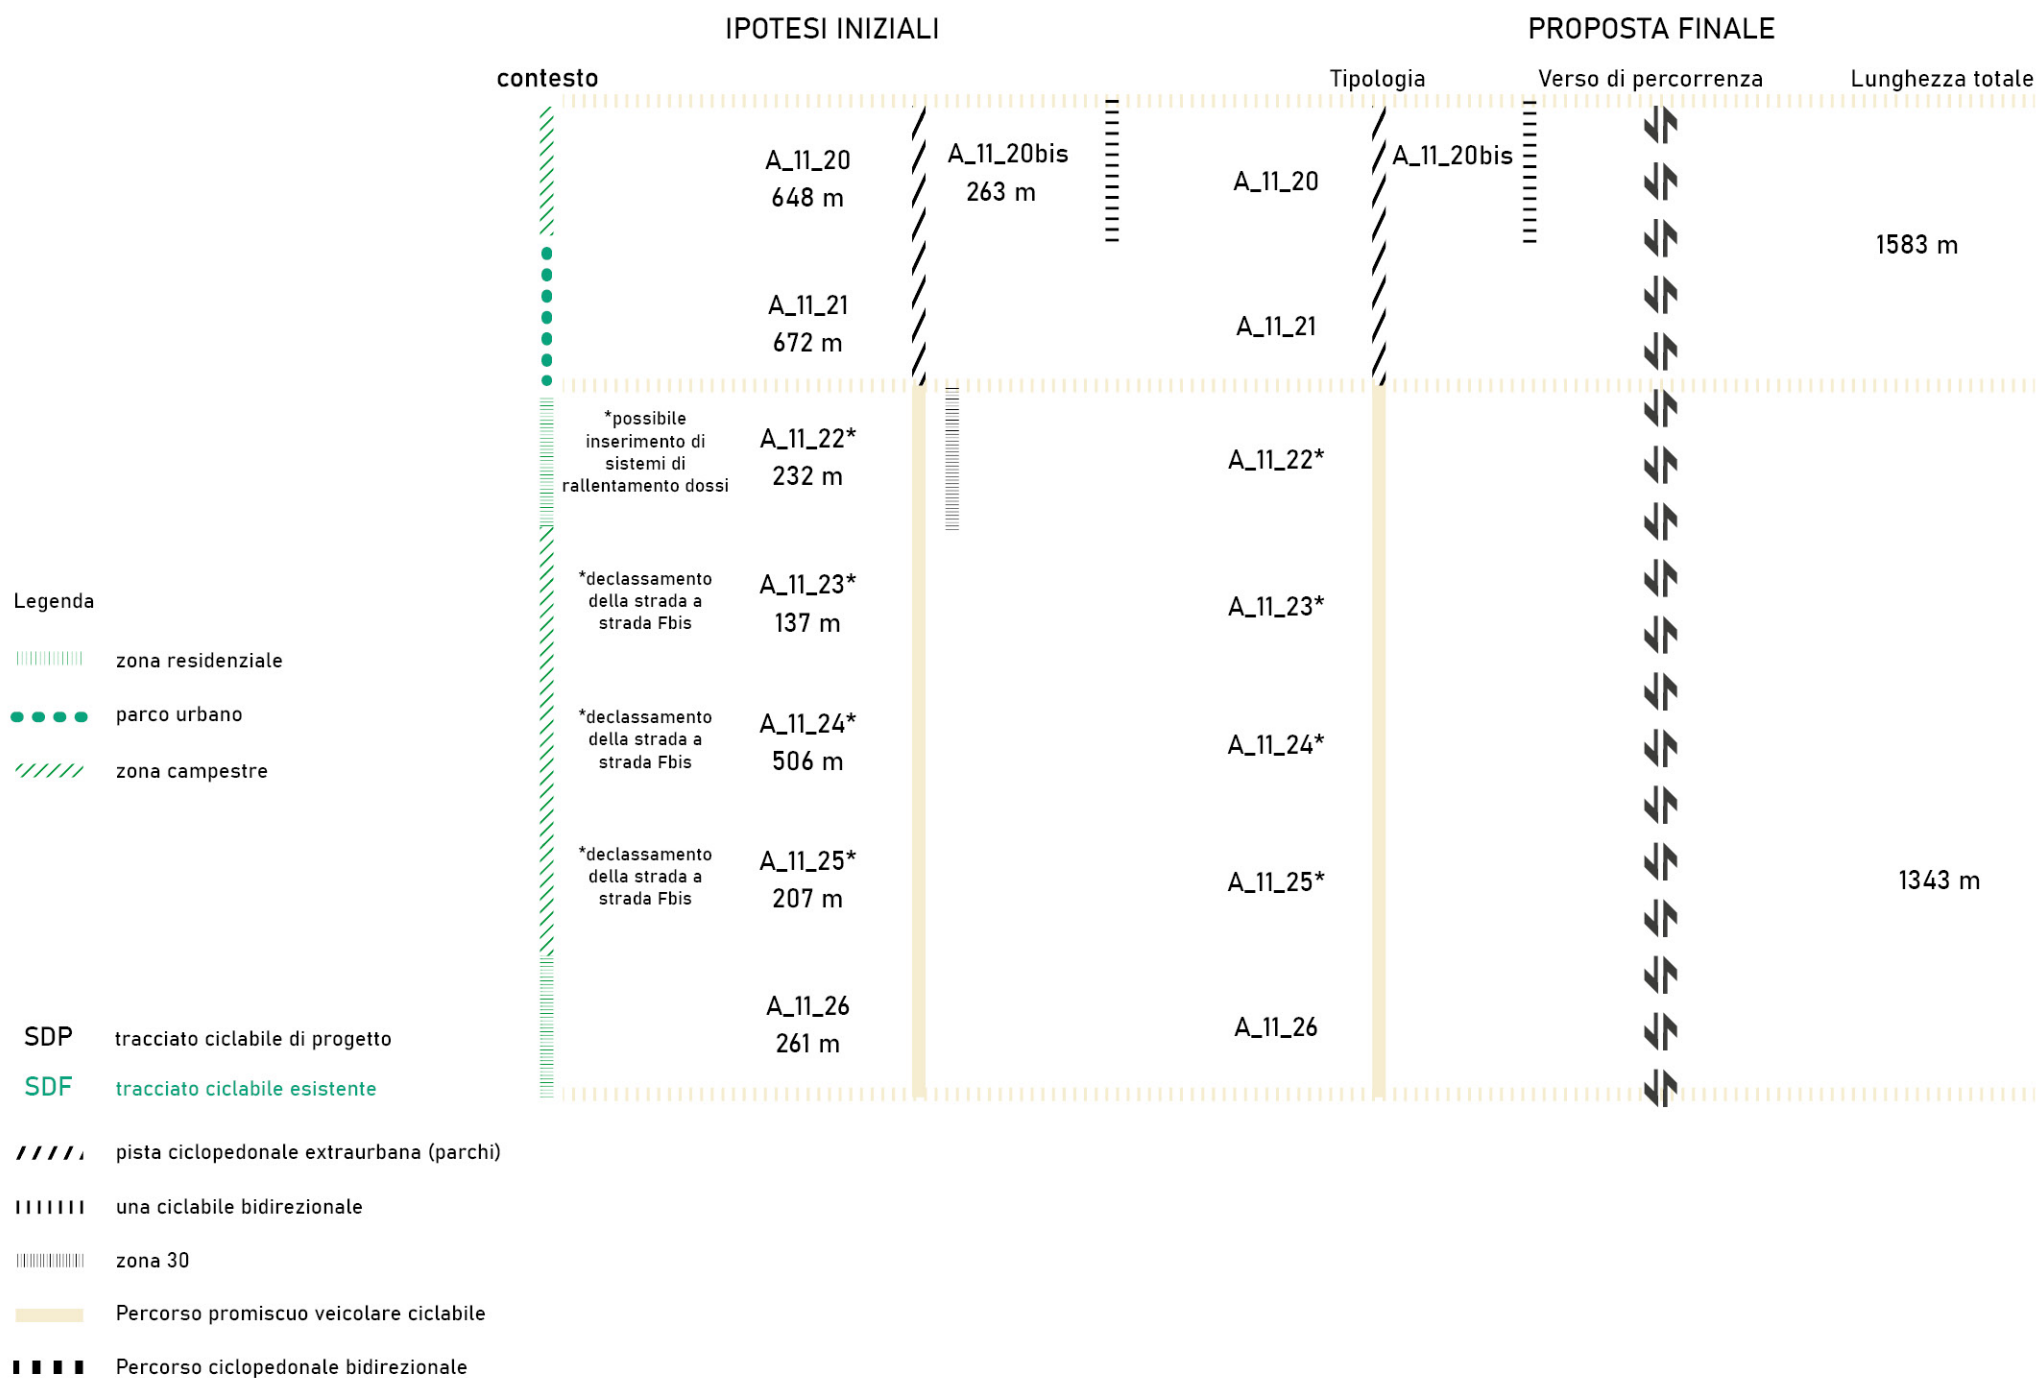 IPOTESI INIZIALI
PROPOSTA FINALE
contesto
Tipologia
Verso di percorrenza
Lunghezza totale
A_11_20
648 m
A_11_20bis
263 m
A_11_20
A_11_20bis
1583 m
A_11_21
672 m
A_11_21
*possibile
inserimento di
sistemi di
rallentamento dossi
A_11_22*
232 m
A_11_22*
*declassamento
della strada a
strada Fbis
A_11_23*
137 m
A_11_23*
*declassamento
della strada a
strada Fbis
A_11_24*
506 m
A_11_24*
*declassamento
della strada a
strada Fbis
A_11_25*
207 m
A_11_25*
1343 m
A_11_26
261 m
A_11_26
Legenda
zona residenziale
parco urbano
zona campestre
SDP tracciato ciclabile di progetto
SDF tracciato ciclabile esistente
pista ciclopedonale extraurbana (parchi)
una ciclabile bidirezionale
zona 30
Percorso promiscuo veicolare ciclabile
Percorso ciclopedonale bidirezionale